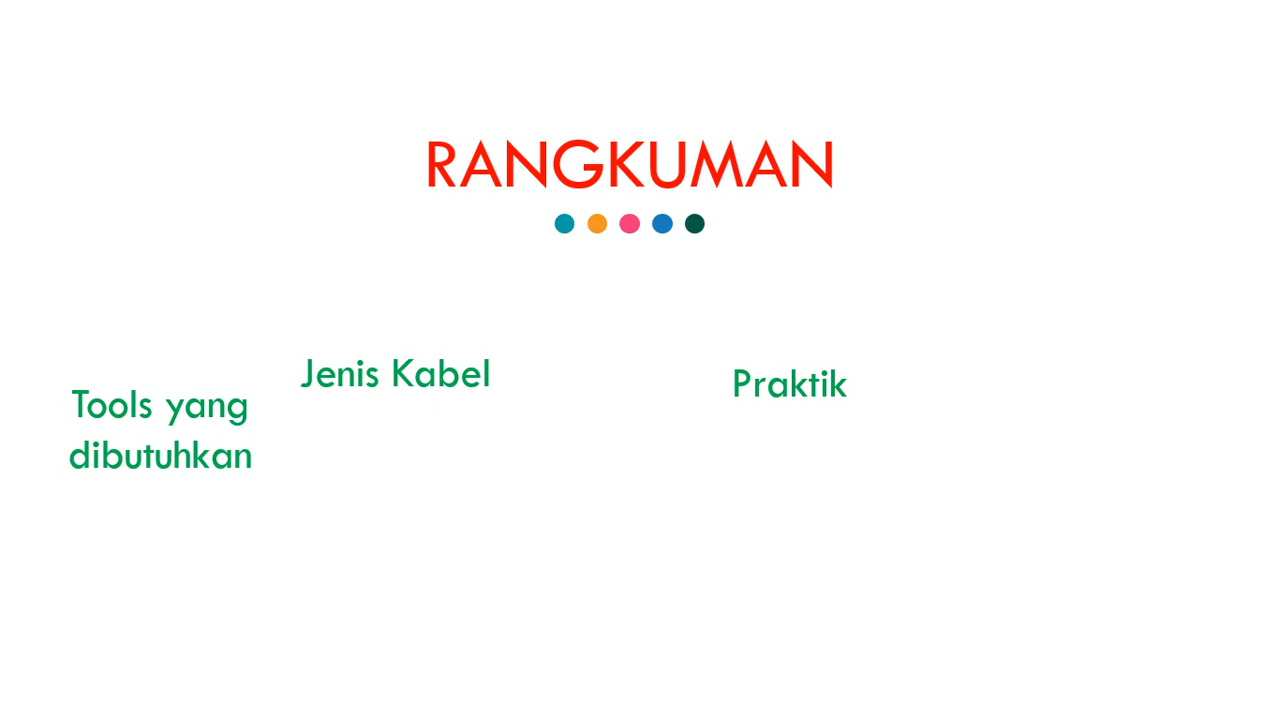 RANGKUMAN
Tools yang
dibutuhkan
Jenis Kabel
Praktik